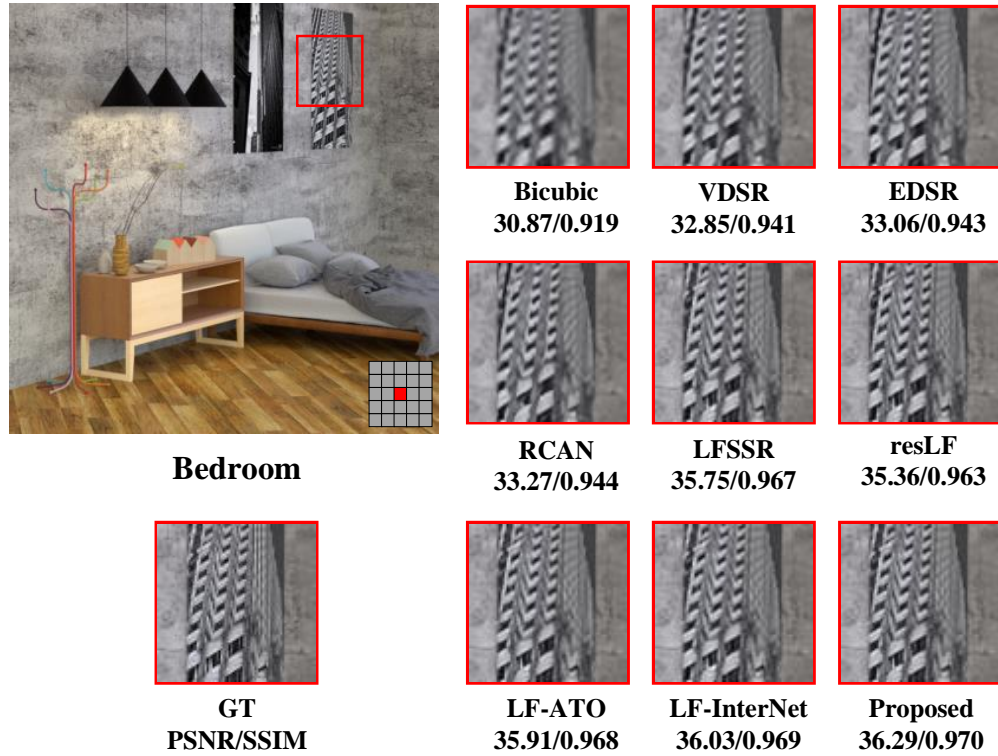 Bicubic
30.87/0.919
VDSR
32.85/0.941
EDSR
33.06/0.943
RCAN
33.27/0.944
LFSSR
35.75/0.967
resLF
35.36/0.963
Bedroom
GT
PSNR/SSIM
LF-ATO
35.91/0.968
LF-InterNet
36.03/0.969
Proposed
36.29/0.970